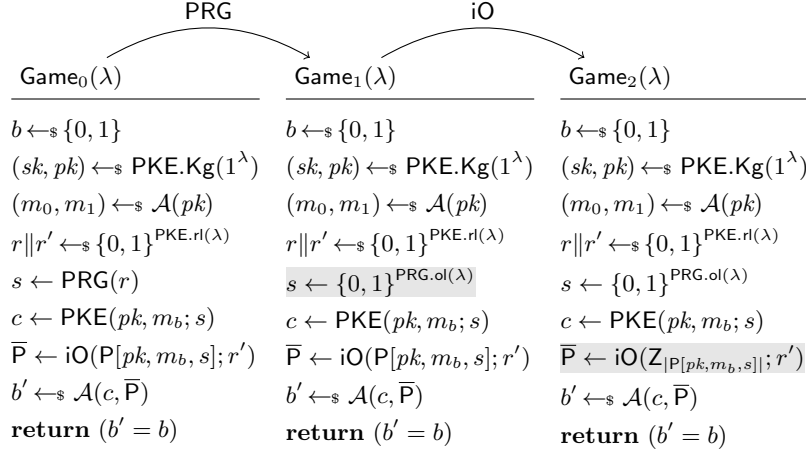 PRG
iO
Game₀(λ)
b ←$ {0, 1}
(sk, pk) ←$ PKE.Kg(1^λ)
(m₀, m₁) ←$ A(pk)
r‖r′ ←$ {0, 1}^PKE.rl(λ)
s ← PRG(r)
c ← PKE(pk, m_b; s)
P̅ ← iO(P[pk, m_b, s]; r′)
b′ ←$ A(c, P̅)
return (b′ = b)
Game₁(λ)
b ←$ {0, 1}
(sk, pk) ←$ PKE.Kg(1^λ)
(m₀, m₁) ←$ A(pk)
r‖r′ ←$ {0, 1}^PKE.rl(λ)
s ← {0, 1}^PRG.ol(λ)
c ← PKE(pk, m_b; s)
P̅ ← iO(P[pk, m_b, s]; r′)
b′ ←$ A(c, P̅)
return (b′ = b)
Game₂(λ)
b ←$ {0, 1}
(sk, pk) ←$ PKE.Kg(1^λ)
(m₀, m₁) ←$ A(pk)
r‖r′ ←$ {0, 1}^PKE.rl(λ)
s ← {0, 1}^PRG.ol(λ)
c ← PKE(pk, m_b; s)
P̅ ← iO(Z_|P[pk,m_b,s]|; r′)
b′ ←$ A(c, P̅)
return (b′ = b)